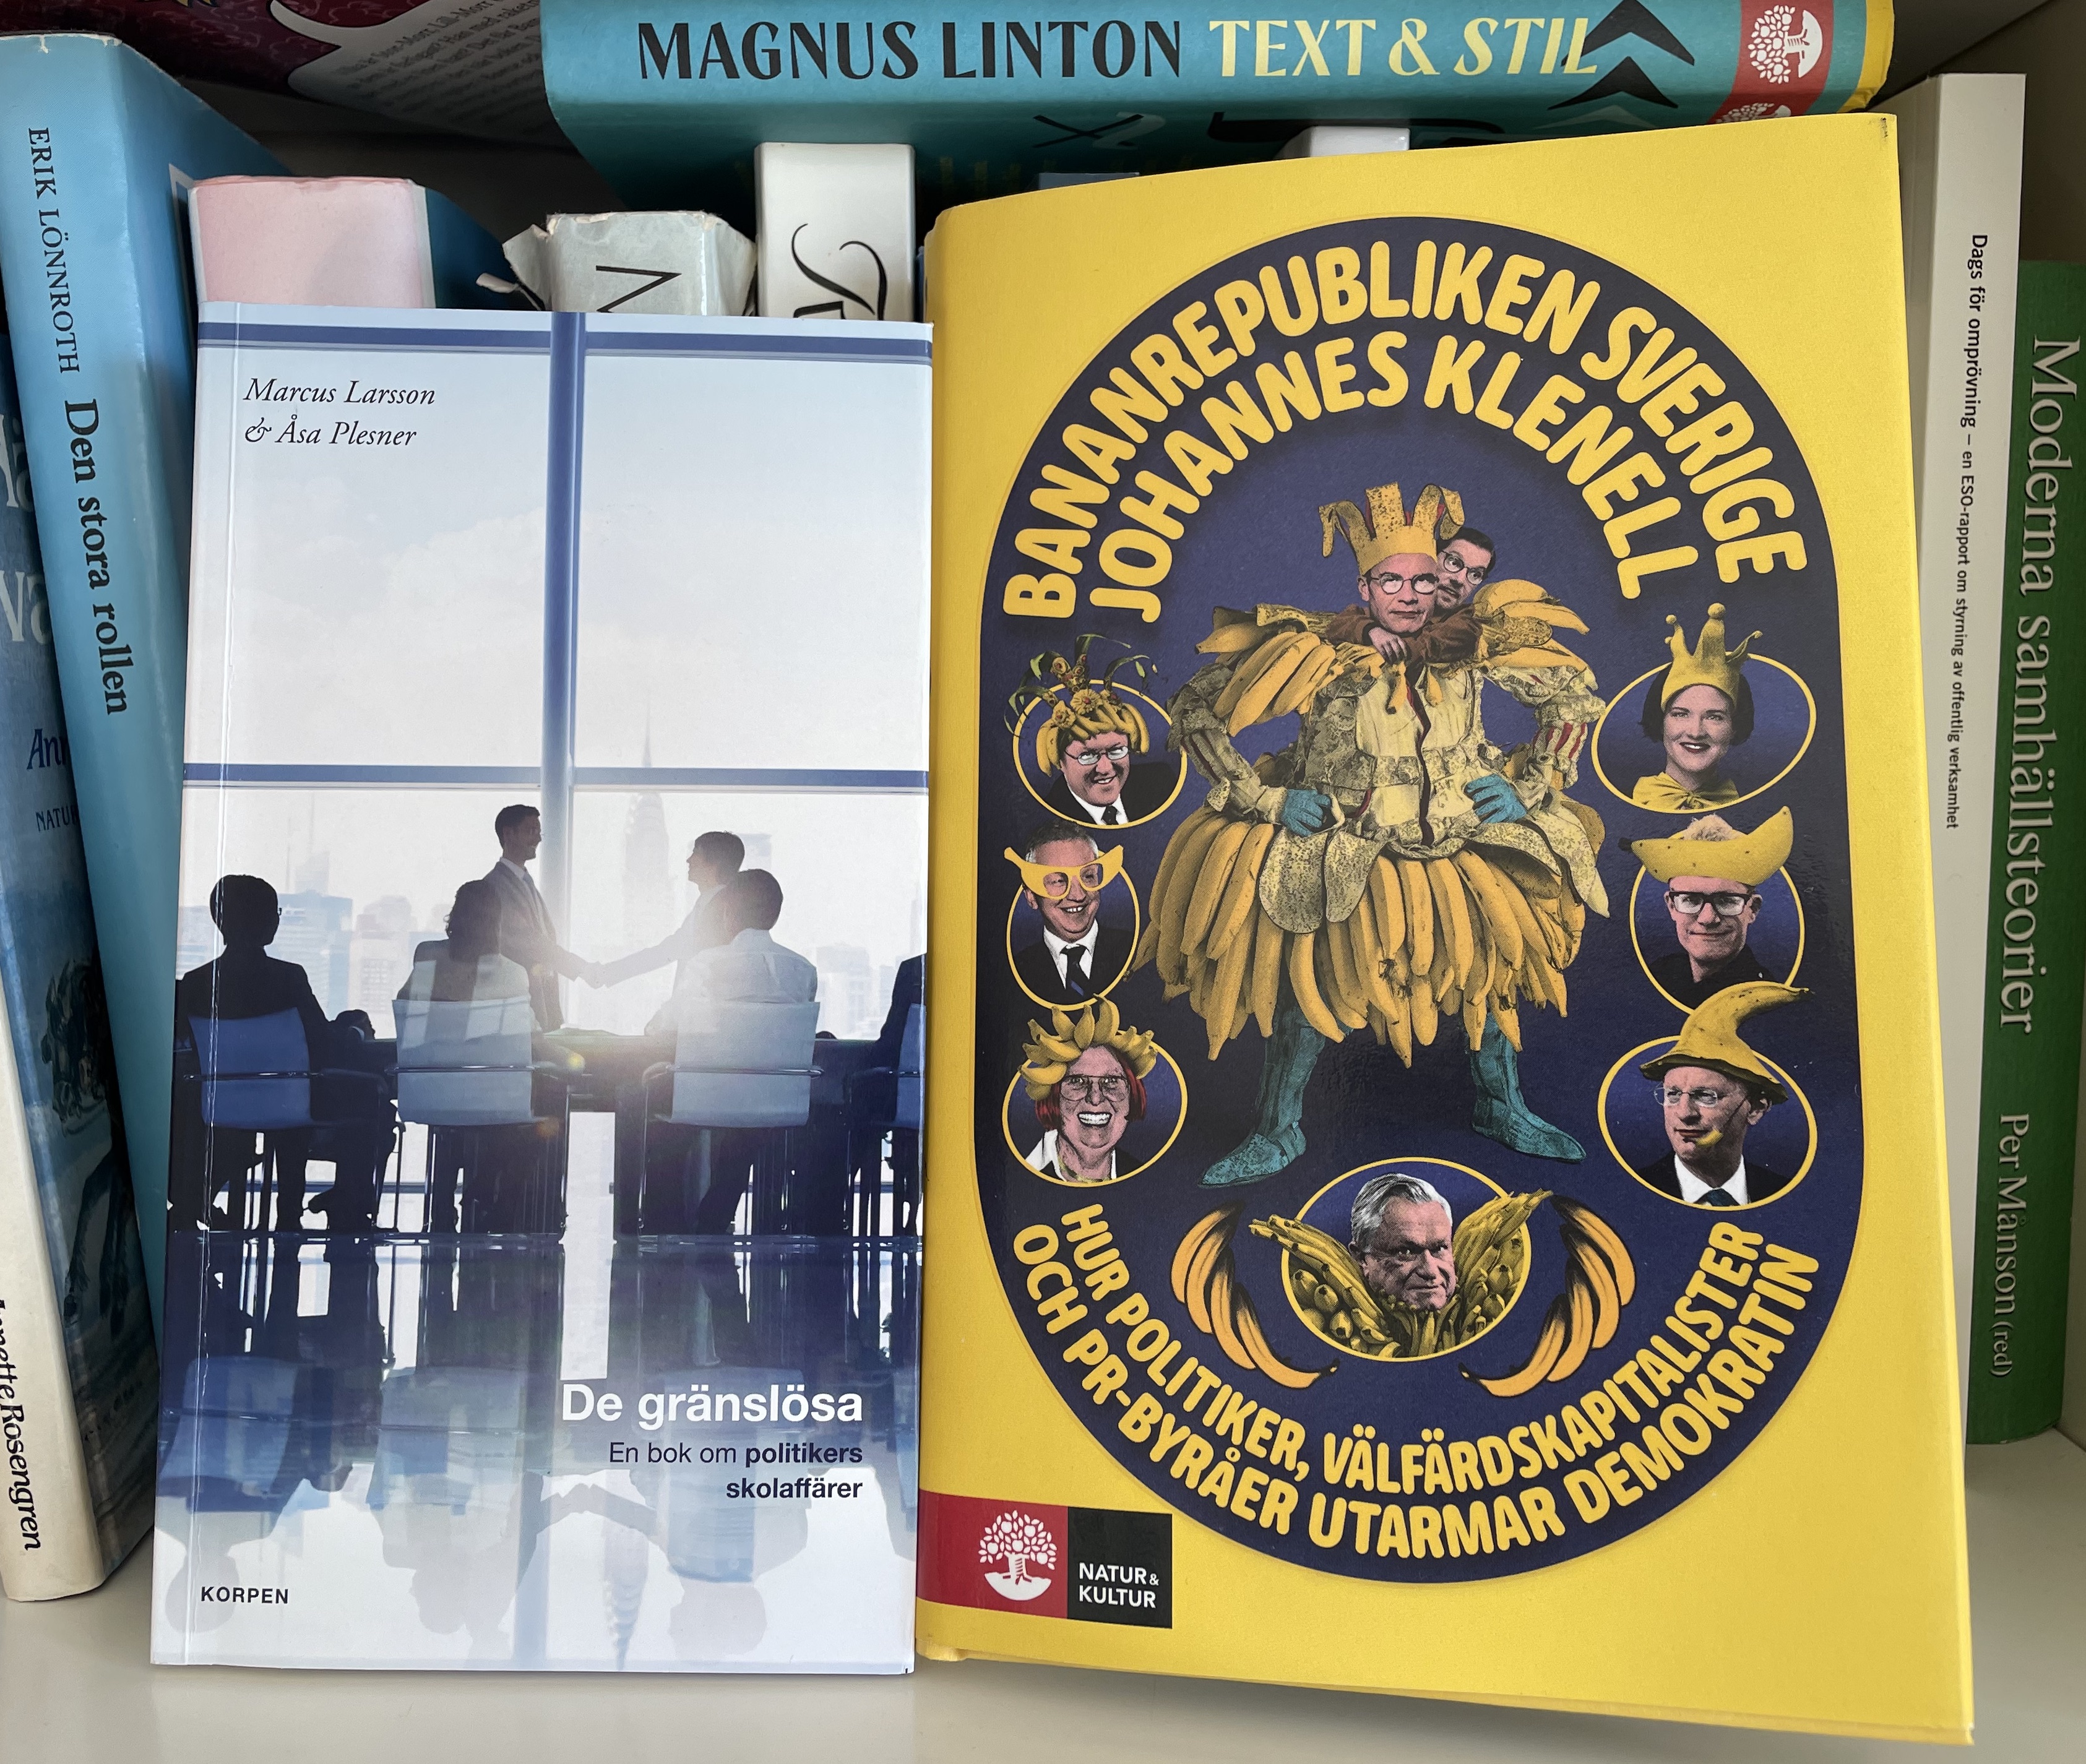 MAGNUS LINTON TEXT & STIL
ERIK LÖNNROTH Den stora rollen
Marcus Larsson
& Åsa Plesner
De gränslösa
En bok om politikers
skolaffärer
KORPEN
BANANREPUBLIKEN SVERIGE
JOHANNES KLENELL
HUR POLITIKER, VÄLFÄRDSKAPITALISTER
OCH PR-BYRÅER UTARMAR DEMOKRATIN
NATUR &
KULTUR
Dags för omprövning – en ESO-rapport om styrning av offentlig verksamhet
Moderna samhällsteorier Per Månson (red)
Rosengren